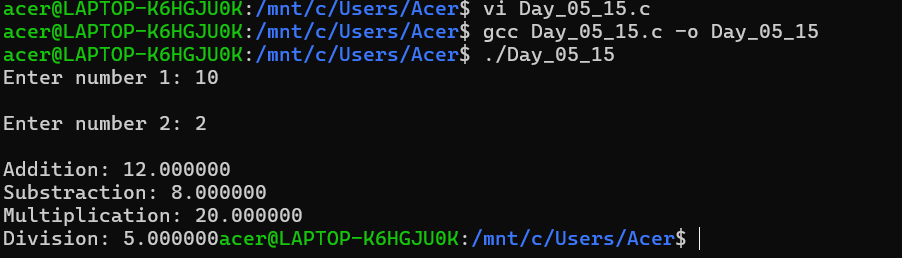 acer@LAPTOP-K6HGJU0K:/mnt/c/Users/Acer$ vi Day_05_15.c
acer@LAPTOP-K6HGJU0K:/mnt/c/Users/Acer$ gcc Day_05_15.c -o Day_05_15
acer@LAPTOP-K6HGJU0K:/mnt/c/Users/Acer$ ./Day_05_15
Enter number 1: 10
Enter number 2: 2
Addition: 12.000000
Substraction: 8.000000
Multiplication: 20.000000
Division: 5.000000acer@LAPTOP-K6HGJU0K:/mnt/c/Users/Acer$